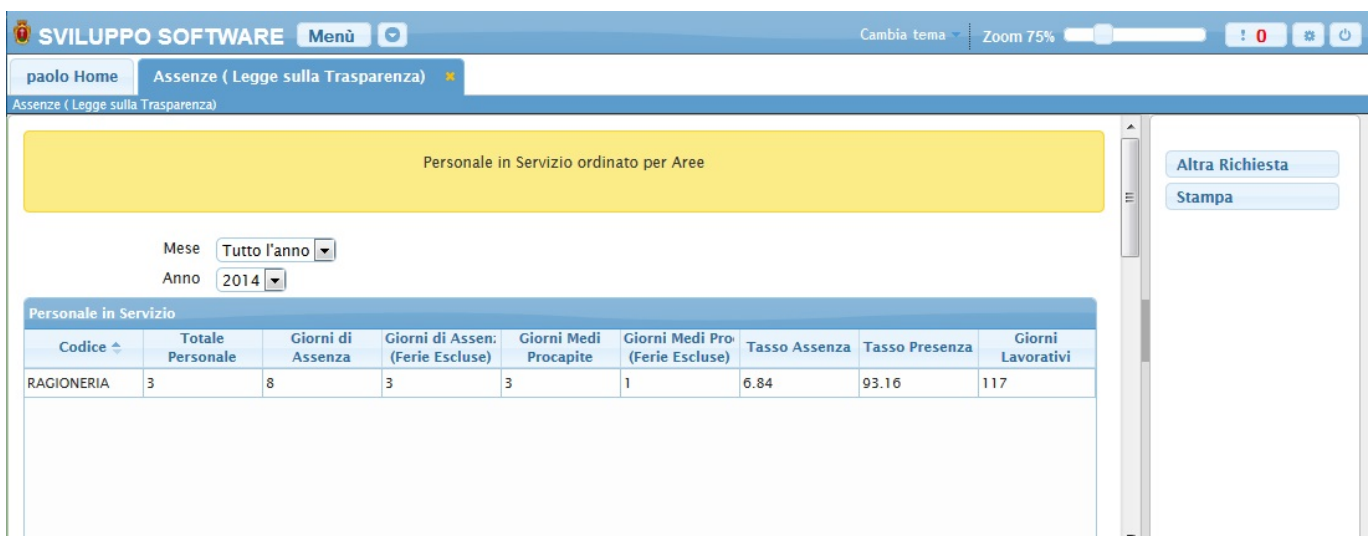 SVILUPPO SOFTWARE Menù Cambia tema Zoom 75% ! 0
paolo Home Assenze ( Legge sulla Trasparenza) ×
Assenze ( Legge sulla Trasparenza)
Personale in Servizio ordinato per Aree
Altra Richiesta
Stampa
Mese Tutto l'anno
Anno 2014
Personale in Servizio
Codice Totale Personale Giorni di Assenza Giorni di Assen: (Ferie Escluse) Giorni Medi Procapite Giorni Medi Pro (Ferie Escluse) Tasso Assenza Tasso Presenza Giorni Lavorativi
RAGIONERIA 3 8 3 3 1 6.84 93.16 117